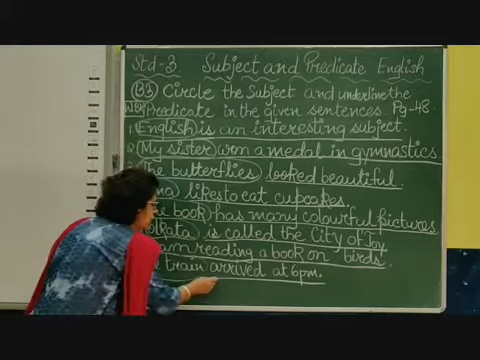 Std-3 Subject and Predicate English
B3 Circle the Subject and underline the
Predicate in the given sentences. Pg-48
1. English is an interesting subject.
2. My sister won a medal in gymnastics.
The butterflies looked beautiful.
likes to eat cupcakes.
book has many colourful pictures
is called the City of Joy
am reading a book on birds.
train arrived at 6pm.